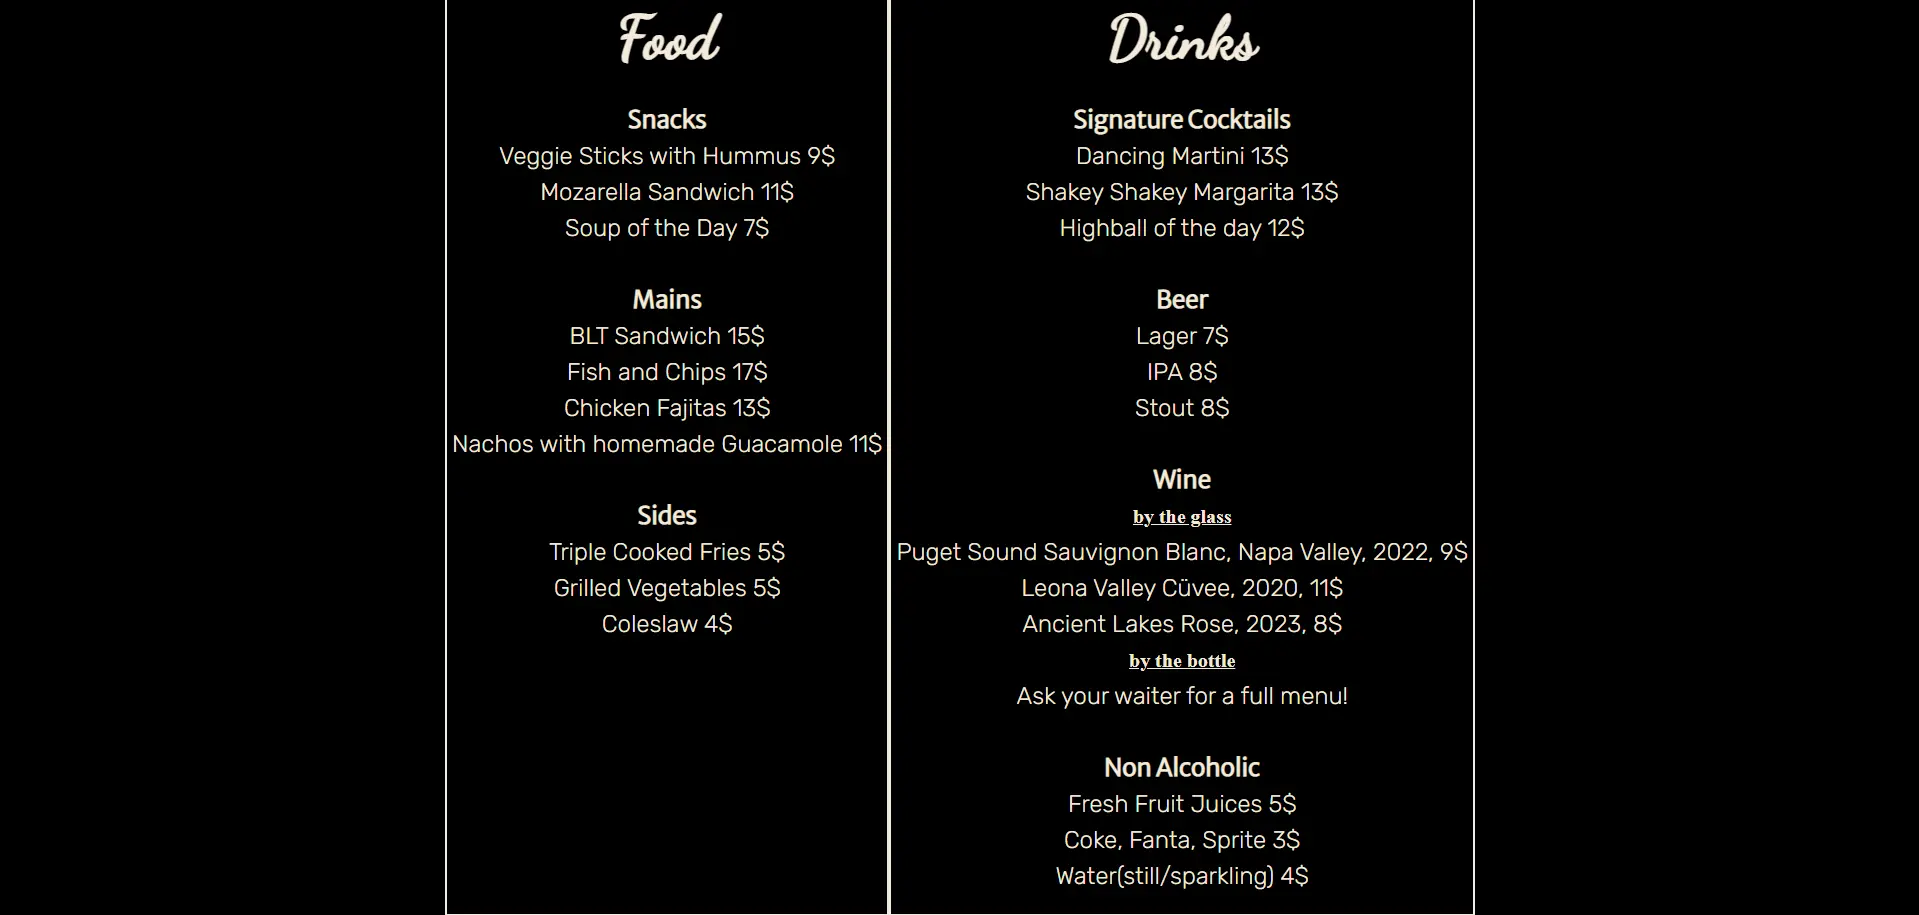 Food
Snacks
Veggie Sticks with Hummus 9$
Mozarella Sandwich 11$
Soup of the Day 7$
Mains
BLT Sandwich 15$
Fish and Chips 17$
Chicken Fajitas 13$
Nachos with homemade Guacamole 11$
Sides
Triple Cooked Fries 5$
Grilled Vegetables 5$
Coleslaw 4$
Drinks
Signature Cocktails
Dancing Martini 13$
Shakey Shakey Margarita 13$
Highball of the day 12$
Beer
Lager 7$
IPA 8$
Stout 8$
Wine
by the glass
Puget Sound Sauvignon Blanc, Napa Valley, 2022, 9$
Leona Valley Cüvee, 2020, 11$
Ancient Lakes Rose, 2023, 8$
by the bottle
Ask your waiter for a full menu!
Non Alcoholic
Fresh Fruit Juices 5$
Coke, Fanta, Sprite 3$
Water(still/sparkling) 4$